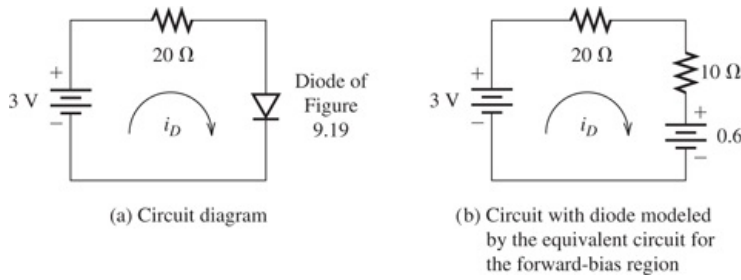 20 Ω
+
3 V
−
i_D
Diode of
Figure
9.19
(a) Circuit diagram
20 Ω
+
3 V
−
i_D
10 Ω
+
0.6
−
(b) Circuit with diode modeled
by the equivalent circuit for
the forward-bias region